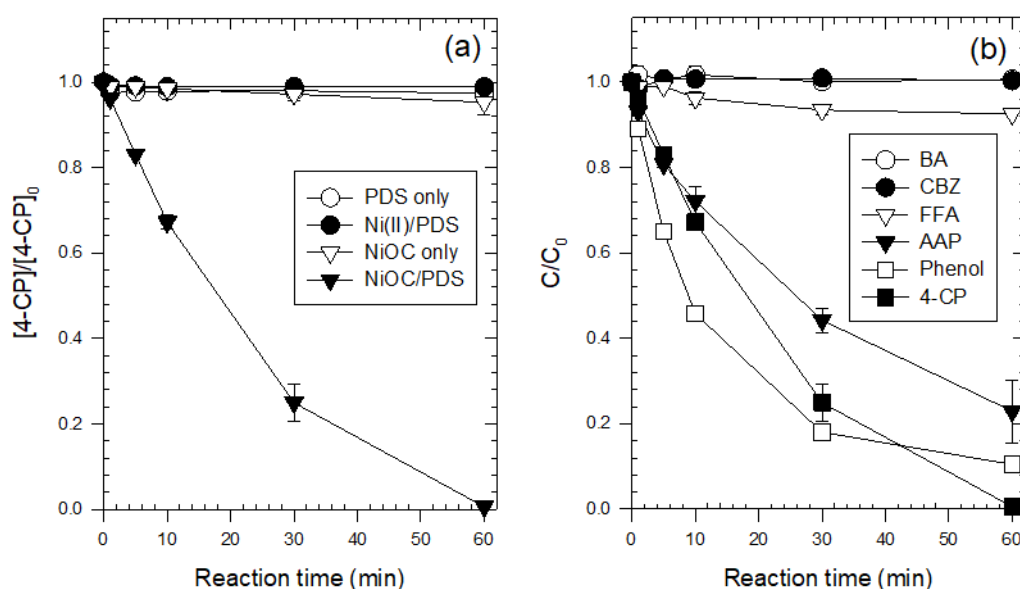 (a)
1.0
0.8
0.6
0.4
0.2
0.0
[4-CP]/[4-CP]0
PDS only
Ni(II)/PDS
NiOC only
NiOC/PDS
0 10 20 30 40 50 60
Reaction time (min)
(b)
1.0
0.8
0.6
0.4
0.2
0.0
C/C0
BA
CBZ
FFA
AAP
Phenol
4-CP
0 10 20 30 40 50 60
Reaction time (min)